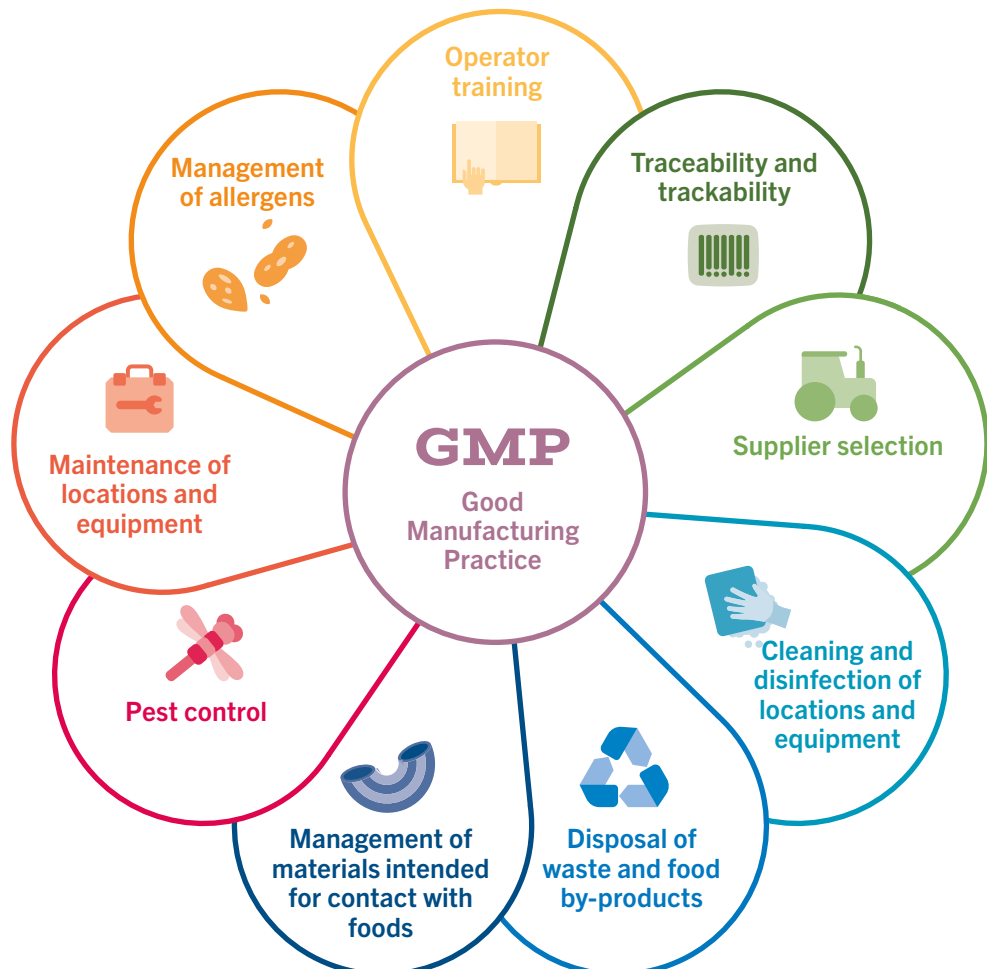 Operator
training
Traceability and
trackability
Supplier selection
Cleaning and
disinfection of
locations and
equipment
Disposal of
waste and food
by-products
Management of
materials intended
for contact with
foods
Pest control
Maintenance of
locations and
equipment
Management
of allergens
GMP
Good
Manufacturing
Practice